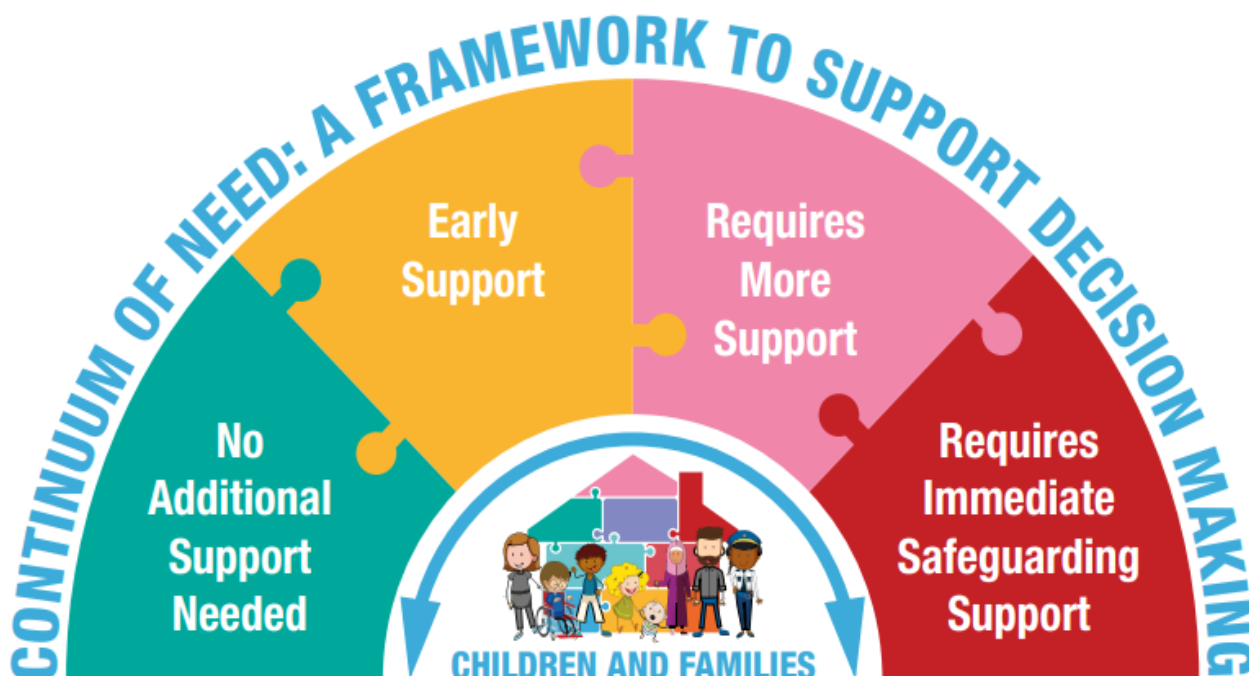 CONTINUUM OF NEED: A FRAMEWORK TO SUPPORT DECISION MAKING
No
Additional
Support
Needed
Early
Support
Requires
More
Support
Requires
Immediate
Safeguarding
Support
CHILDREN AND FAMILIES